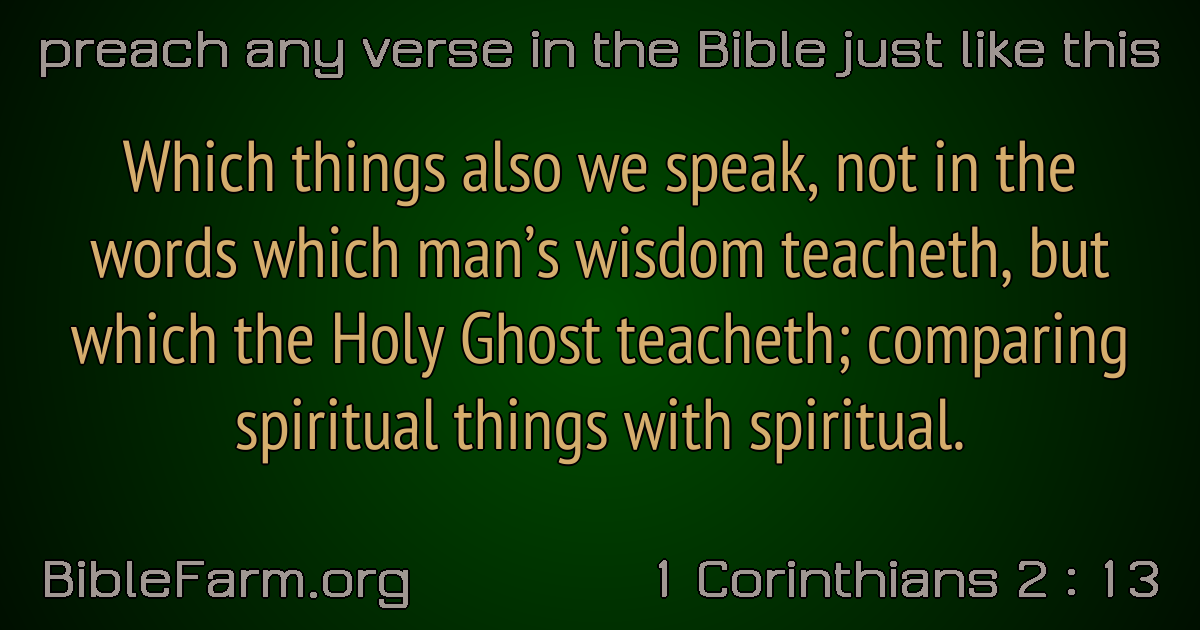 preach any verse in the Bible just like this
Which things also we speak, not in the
words which man’s wisdom teacheth, but
which the Holy Ghost teacheth; comparing
spiritual things with spiritual.
BibleFarm.org 1 Corinthians 2 : 13